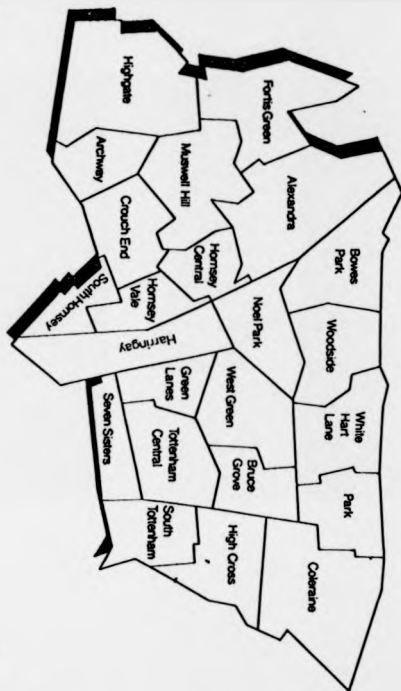 Highgate
Archway
Fortis Green
Muswell Hill
Crouch End
South Hornsey
Alexandra
Hornsey
Central
Hornsey
Vale
Harringay
Bowes
Park
Noel Park
Woodside
West Green
Green
Lanes
Seven Sisters
White
Hart
Lane
Bruce
Grove
Tottenham
Central
Park
High Cross
South
Tottenham
Coleraine